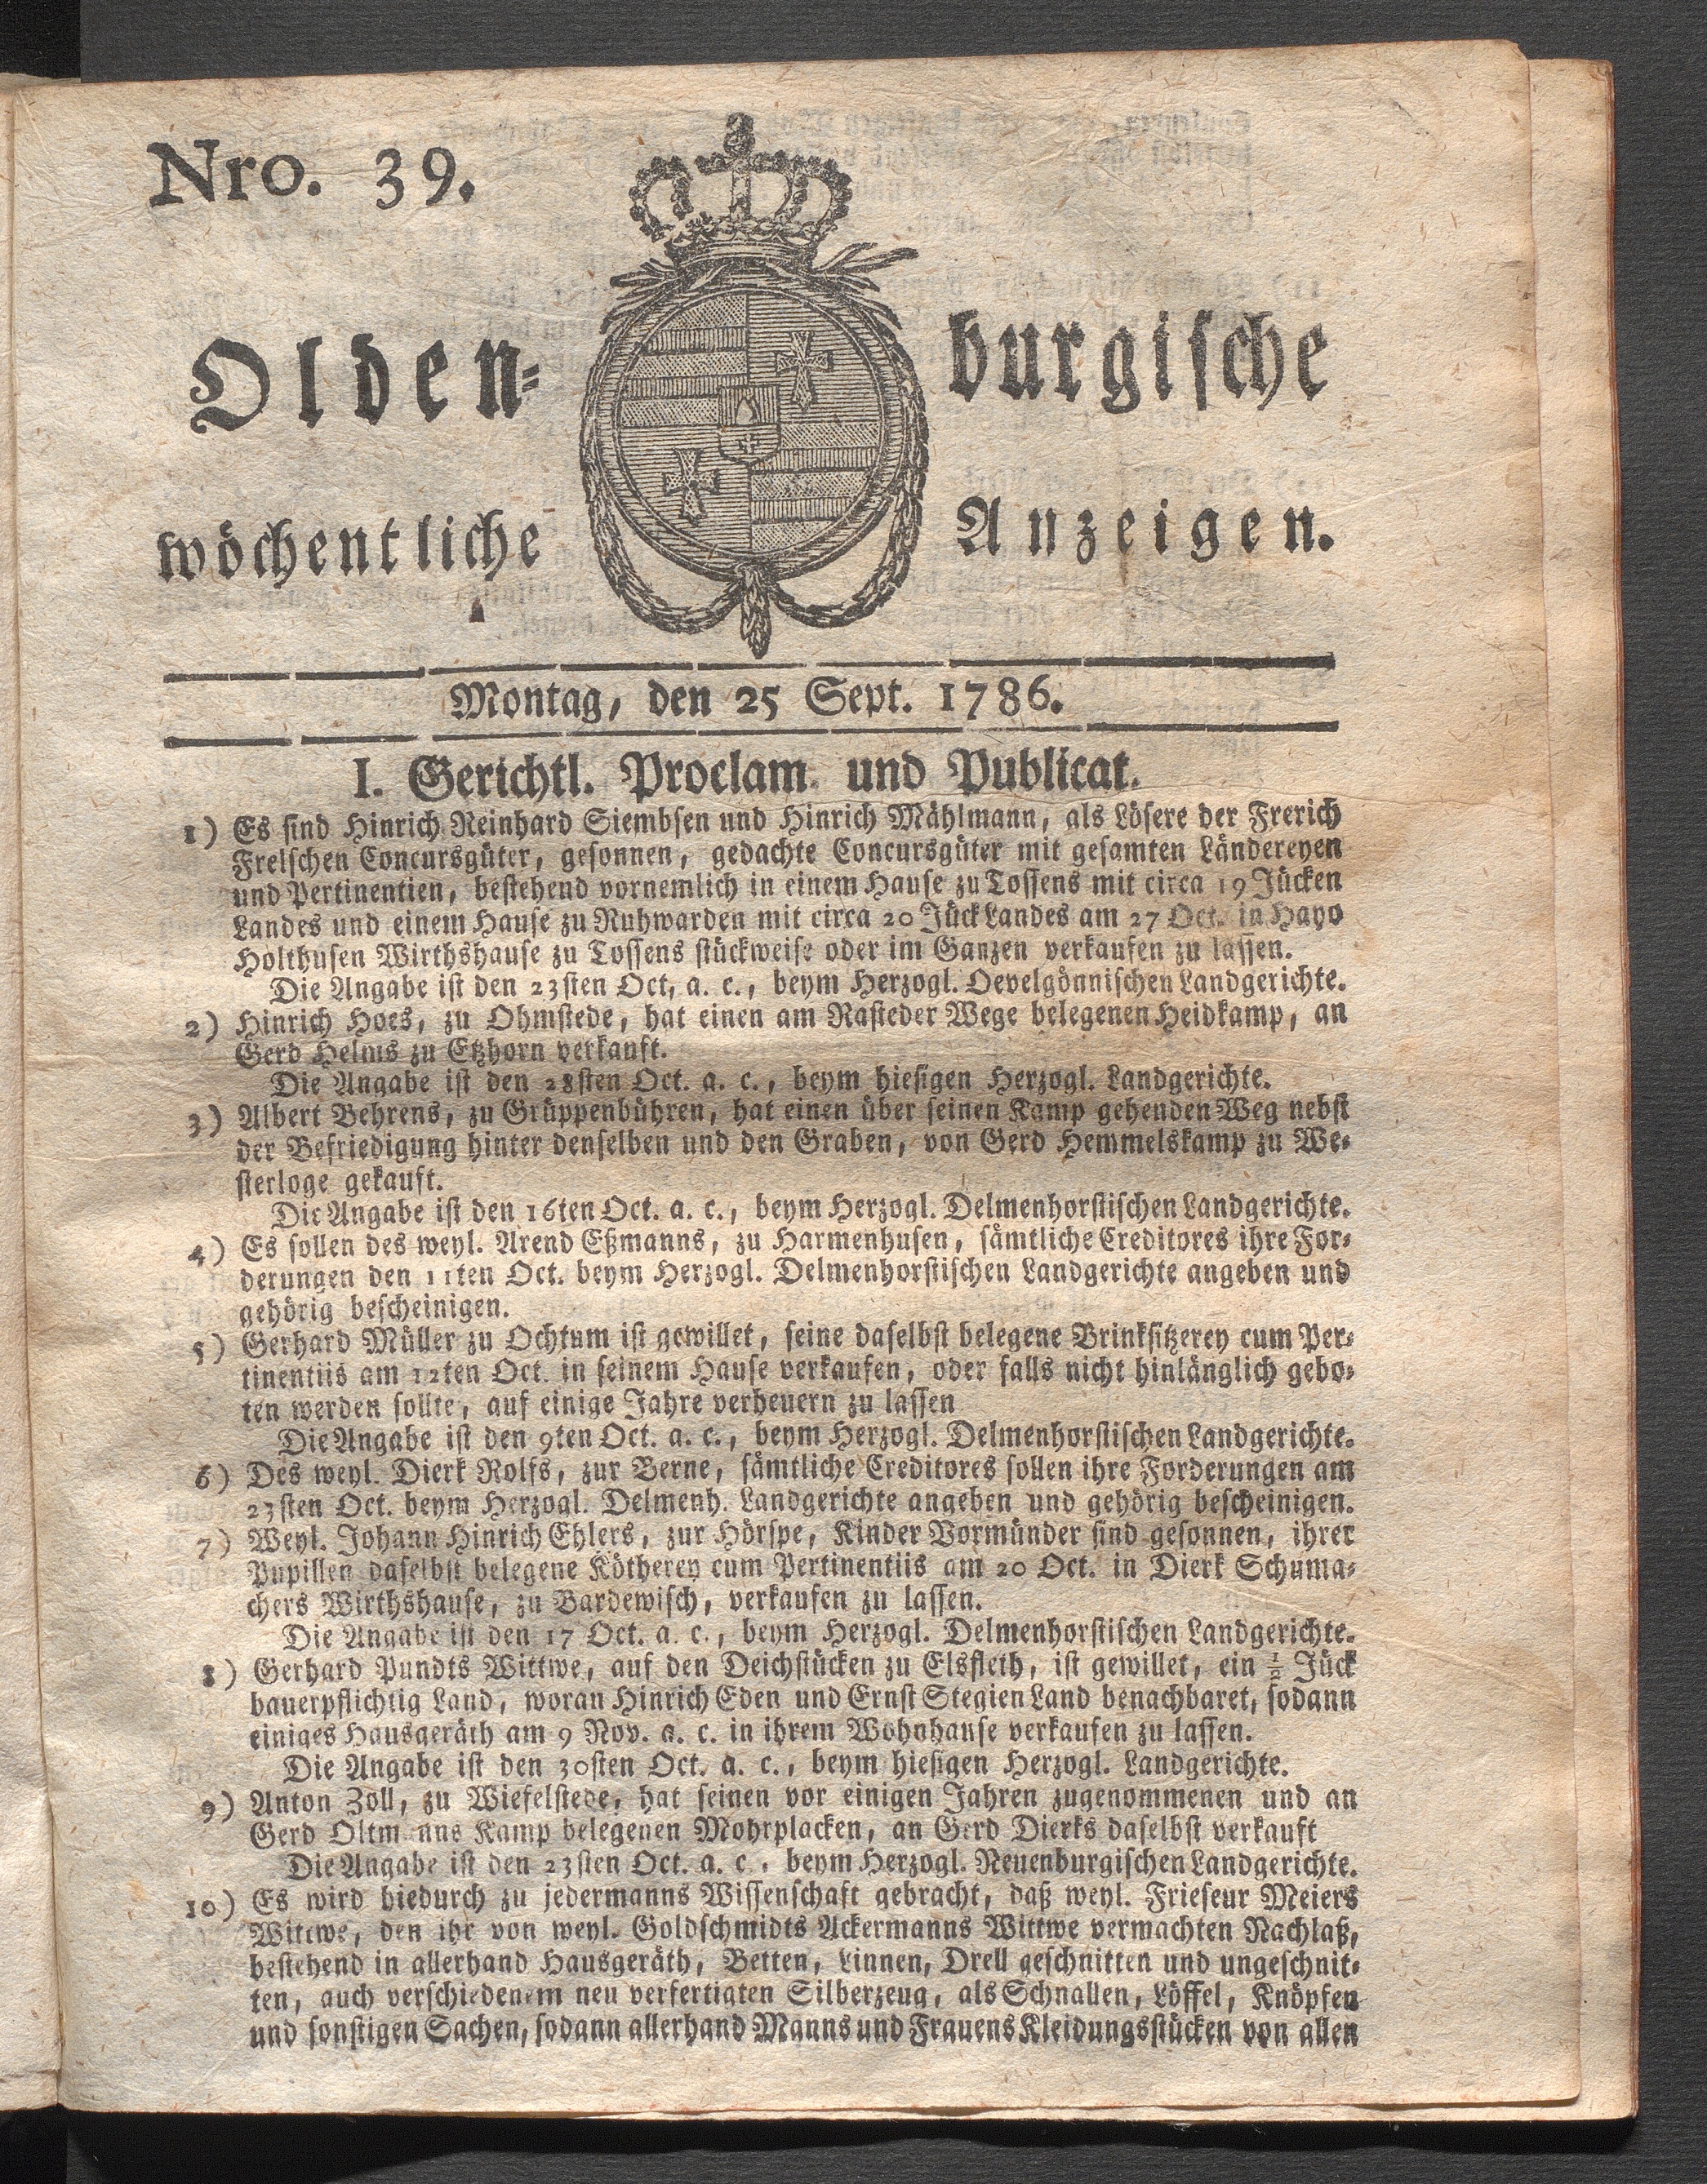 Nro. 39.
Olden-burgische
wöchentliche Anzeigen.
Montag, den 25 Sept. 1786.
I. Gerichtl. Proclam. und Publicat.
1) Es sind Hinrich Reinhard Siembsen und Hinrich Mählmann, als Lösere der Frerich
Frelschen Concursgüter, gesonnen, gedachte Concursgüter mit gesamten Ländereyen
und Pertinentien, bestehend vornemlich in einem Hause zu Tossens mit circa 19 Jücken
Landes und einem Hause zu Ruhwarden mit circa 20 Jück Landes am 27 Oct. in Hayo
Holthusen Wirthshause zu Tossens stückweise oder im Ganzen verkaufen zu lassen.
Die Angabe ist den 23sten Oct, a. c., beym Herzogl. Oevelgönnischen Landgerichte.
2) Hinrich Hoes, zu Ohmstede, hat einen am Rasteder Wege belegenen Heidkamp, an
Gerd Helms zu Etzhorn verkauft.
Die Angabe ist den 28sten Oct. a. c., beym hiesigen Herzogl. Landgerichte.
3) Albert Behrens, zu Grüppenbühren, hat einen über seinen Kamp gehenden Weg nebst
der Befriedigung hinter denselben und den Graben, von Gerd Hemmelskamp zu We-
sterloge gekauft.
Die Angabe ist den 16ten Oct. a. c., beym Herzogl. Delmenhorstischen Landgerichte.
4) Es sollen des weyl. Arend Eßmanns, zu Harmenhusen, sämtliche Creditores ihre For-
derungen den 11ten Oct. beym Herzogl. Delmenhorstischen Landgerichte angeben und
gehörig bescheinigen.
5) Gerhard Müller zu Ochtum ist gewillet, seine daselbst belegene Brinksitzerey cum Per-
tinentiis am 12ten Oct. in seinem Hause verkaufen, oder falls nicht hinlänglich gebo-
ten werden sollte, auf einige Jahre verheuern zu lassen
Die Angabe ist den 9ten Oct. a. c., beym Herzogl. Delmenhorstischen Landgerichte.
6) Des weyl. Dierk Rolfs, zur Berne, sämtliche Creditores sollen ihre Forderungen am
23sten Oct. beym Herzogl. Delmenh. Landgerichte angeben und gehörig bescheinigen.
7) Weyl. Johann Hinrich Ehlers, zur Hörspe, Kinder Vormünder sind gesonnen, ihrer
Pupillen daselbst belegene Kötherey cum Pertinentiis am 20 Oct. in Dierk Schuma-
chers Wirthshause, zu Bardewisch, verkaufen zu lassen.
Die Angabe ist den 17 Oct. a. c., beym Herzogl. Delmenhorstischen Landgerichte.
8) Gerhard Pundts Wittwe, auf den Deichstücken zu Elsfleth, ist gewillet, ein ½ Jück
bauerpflichtig Land, woran Hinrich Eden und Ernst Stegien Land benachbaret, sodann
einiges Hausgeräth am 9 Nov. a. c. in ihrem Wohnhause verkaufen zu lassen.
Die Angabe ist den 30sten Oct. a. c., beym hiesigen Herzogl. Landgerichte.
9) Anton Zoll, zu Wiefelstede, hat seinen vor einigen Jahren zugenommenen und an
Gerd Oltmanns Kamp belegenen Mohrplacken, an Gerd Dierks daselbst verkauft
Die Angabe ist den 23sten Oct. a. c., beym Herzogl. Neuenburgischen Landgerichte.
10) Es wird hiedurch zu jedermanns Wissenschaft gebracht, daß weyl. Frieseur Meiers
Wittwe, den ihr von weyl. Goldschmidts Ackermanns Wittwe vermachten Nachlaß,
bestehend in allerhand Hausgeräth, Betten, Linnen, Drell geschnitten und ungeschnit-
ten, auch verschiedenem neu verfertigten Silberzeug, als Schnallen, Löffel, Knöpfen
und sonstigen Sachen, sodann allerhand Manns und Frauens Kleidungsstücken von allen